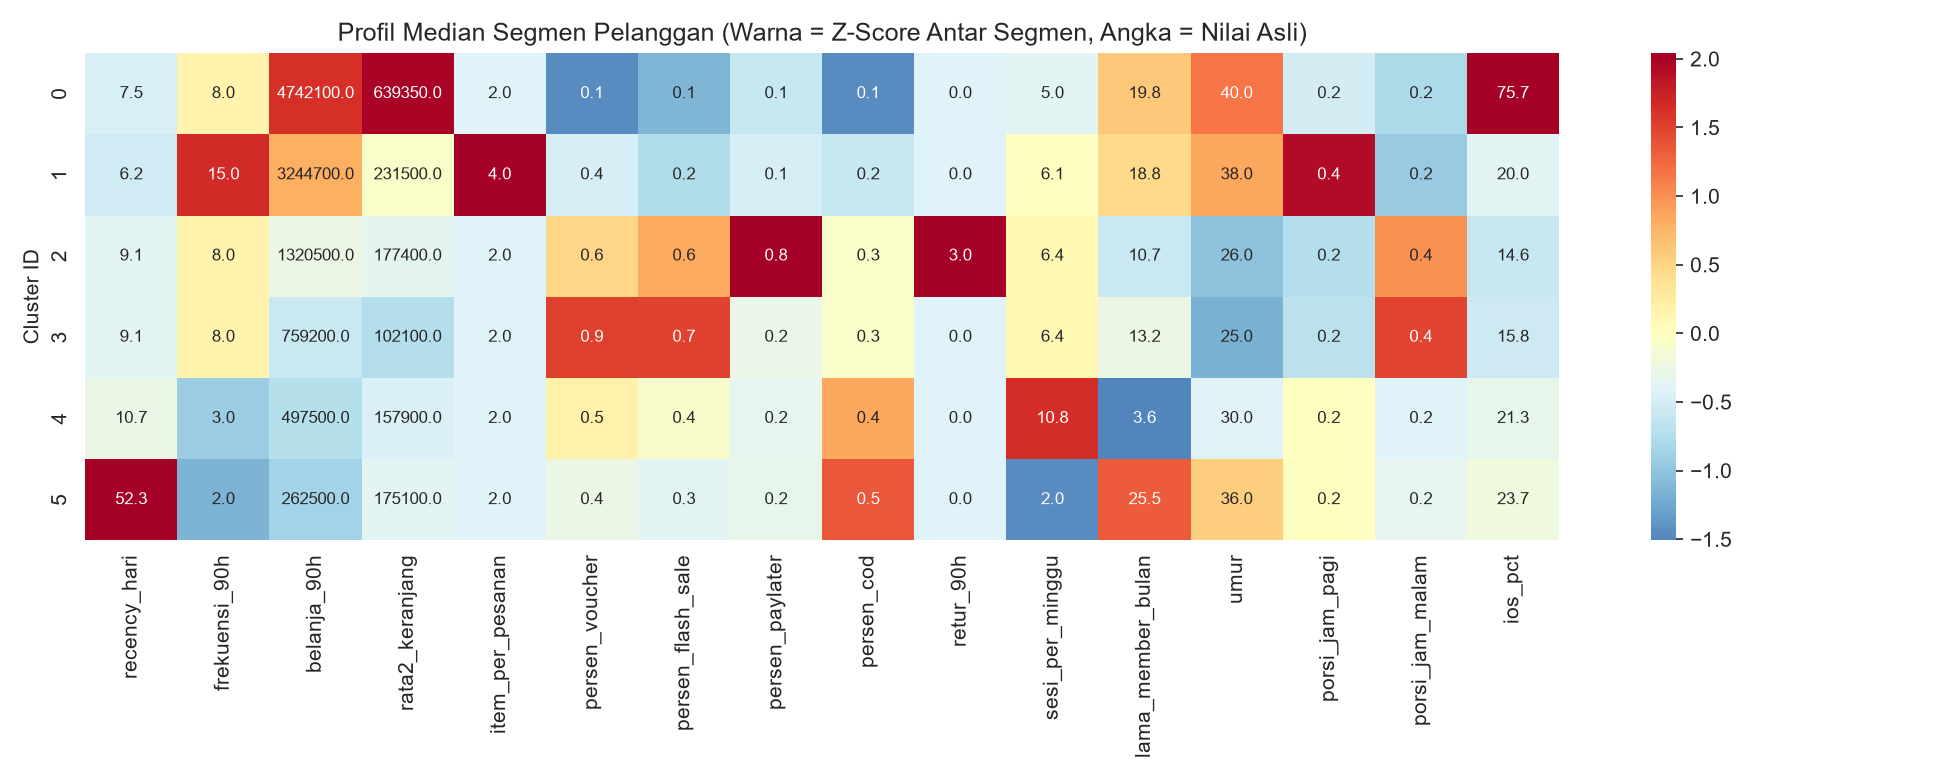 Profil Median Segmen Pelanggan (Warna = Z-Score Antar Segmen, Angka = Nilai Asli)
Cluster ID
0 7.5 8.0 4742100.0 639350.0 2.0 0.1 0.1 0.1 0.1 0.0 5.0 19.8 40.0 0.2 0.2 75.7
1 6.2 15.0 3244700.0 231500.0 4.0 0.4 0.2 0.1 0.2 0.0 6.1 18.8 38.0 0.4 0.2 20.0
2 9.1 8.0 1320500.0 177400.0 2.0 0.6 0.6 0.8 0.3 3.0 6.4 10.7 26.0 0.2 0.4 14.6
3 9.1 8.0 759200.0 102100.0 2.0 0.9 0.7 0.2 0.3 0.0 6.4 13.2 25.0 0.2 0.4 15.8
4 10.7 3.0 497500.0 157900.0 2.0 0.5 0.4 0.2 0.4 0.0 10.8 3.6 30.0 0.2 0.2 21.3
5 52.3 2.0 262500.0 175100.0 2.0 0.4 0.3 0.2 0.5 0.0 2.0 25.5 36.0 0.2 0.2 23.7
recency_hari
frekuensi_90h
belanja_90h
rata2_keranjang
item_per_pesanan
persen_voucher
persen_flash_sale
persen_paylater
persen_cod
retur_90h
sesi_per_minggu
lama_member_bulan
umur
porsi_jam_pagi
porsi_jam_malam
ios_pct
2.0
1.5
1.0
0.5
0.0
−0.5
−1.0
−1.5